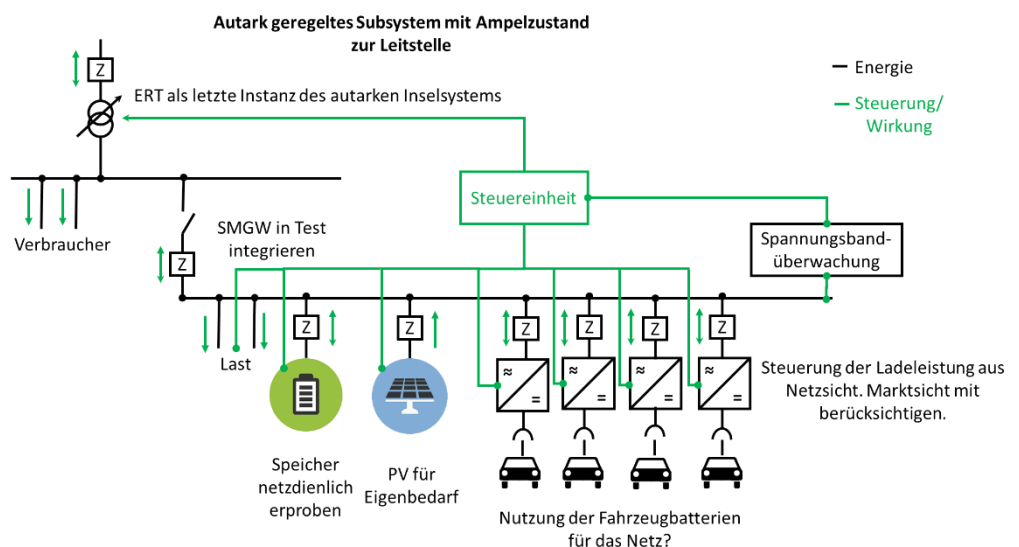 Autark geregeltes Subsystem mit Ampelzustand
zur Leitstelle
Energie
Steuerung/
Wirkung
Z
ERT als letzte Instanz des autarken Inselsystems
Steuereinheit
Verbraucher
SMGW in Test
integrieren
Z
Spannungsband-
überwachung
Z
Z
Z
Z
Z
Z
Last
≈
=
≈
=
≈
=
≈
=
Steuerung der Ladeleistung aus
Netzsicht. Marktsicht mit
berücksichtigen.
Speicher
netzdienlich
erproben
PV für
Eigenbedarf
Nutzung der Fahrzeugbatterien
für das Netz?